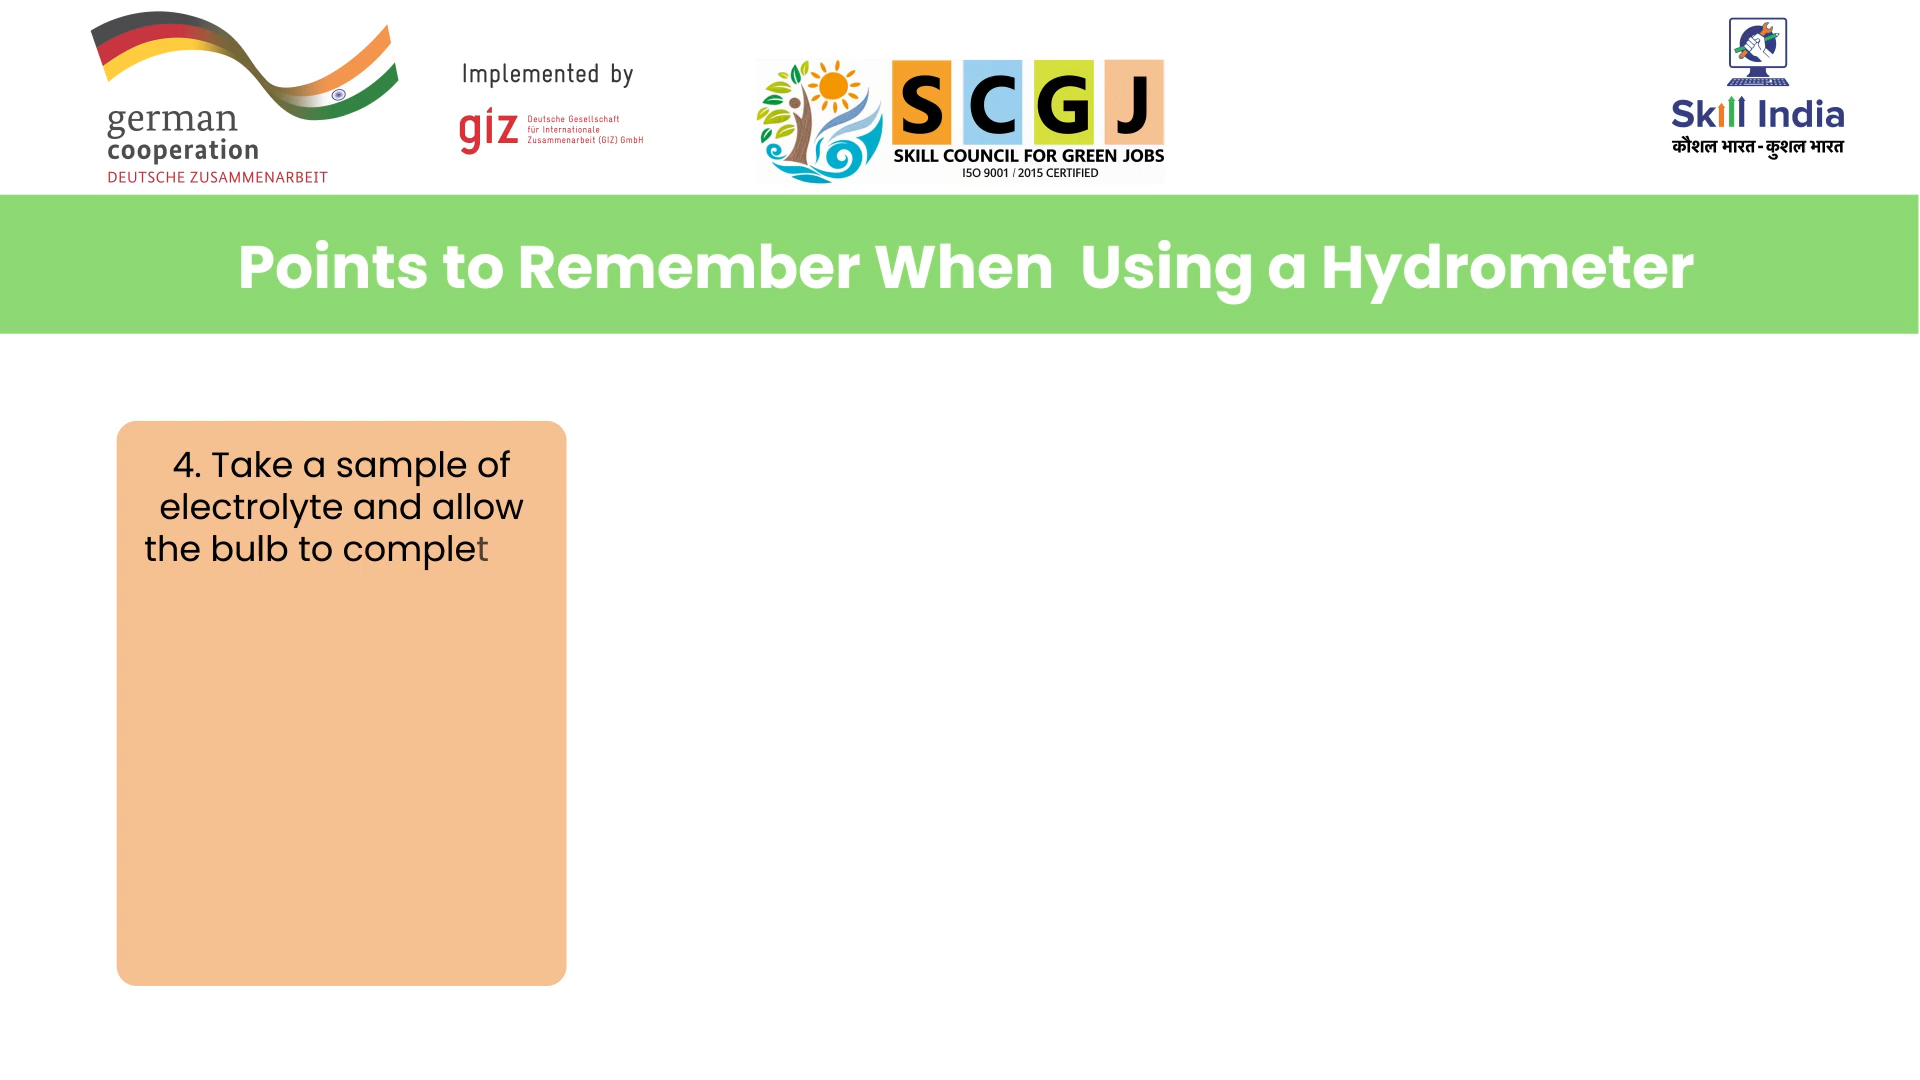 german
cooperation
DEUTSCHE ZUSAMMENARBEIT
Implemented by
giz
Deutsche Gesellschaft
für Internationale
Zusammenarbeit (GIZ) GmbH
S C G J
SKILL COUNCIL FOR GREEN JOBS
ISO 9001 / 2015 CERTIFIED
Skill India
कौशल भारत - कुशल भारत
Points to Remember When Using a Hydrometer
4. Take a sample of
electrolyte and allow
the bulb to complet